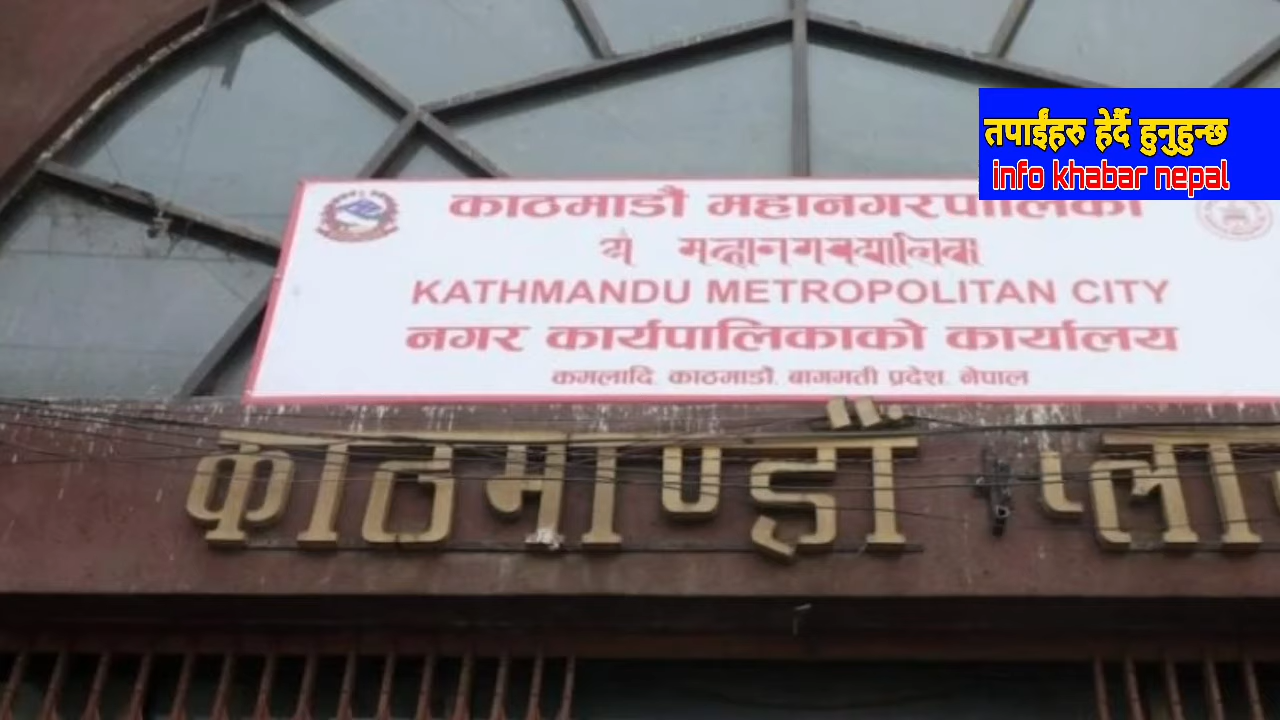 तपाईंहरु हेर्दै हुनुहुन्छ
info khabar nepal
काठमाडौं महानगरपालिका
KATHMANDU METROPOLITAN CITY
नगर कार्यपालिकाको कार्यालय
कमलादि, काठमाडौं, बागमती प्रदेश, नेपाल
काठमाण्डौं प्ला